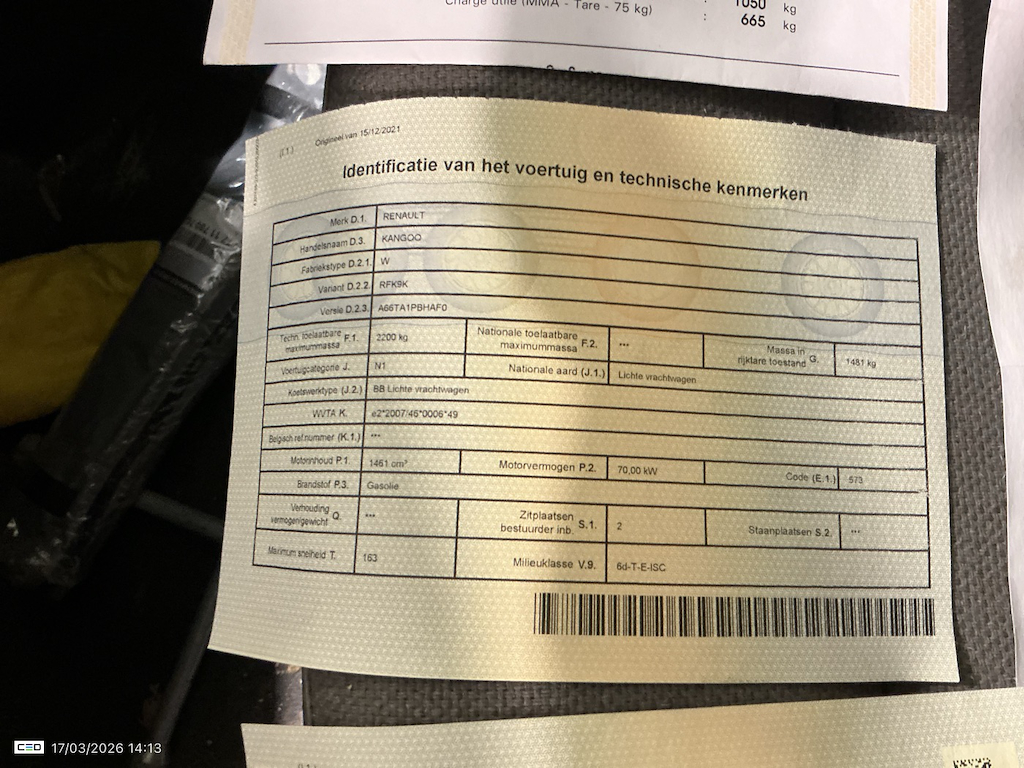 Charge utile (MMA - Tare - 75 kg) : 1050 kg
: 665 kg
(I.1.) Origineel van 15/12/2021
Identificatie van het voertuig en technische kenmerken
Merk D.1. RENAULT
Handelsnaam D.3. KANGOO
Fabriekstype D.2.1. W
Variant D.2.2. RFK9K
Versie D.2.3. A66TA1PBHAF0
Techn. toelaatbare maximummassa F.1. 2200 kg Nationale toelaatbare maximummassa F.2. *** Massa in rijklare toestand G. 1481 kg
Voertuigcategorie J. N1 Nationale aard (J.1.) Lichte vrachtwagen
Koetswerktype (J.2.) BB Lichte vrachtwagen
WVTA K. e2*2007/46*0006*49
Belgisch ref.nummer (K.1.) ***
Motorinhoud P.1. 1461 cm³ Motorvermogen P.2. 70,00 kW Code (E.1.) 573
Brandstof P.3. Gasolie
Verhouding vermogen/gewicht Q. *** Zitplaatsen bestuurder inb. S.1. 2 Staanplaatsen S.2. ***
Maximum snelheid T. 163 Milieuklasse V.9. 6d-T-E-ISC
CED 17/03/2026 14:13